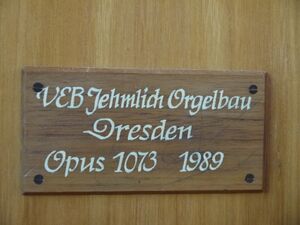 VEB Jehmlich Orgelbau
Dresden
Opus 1073 1989